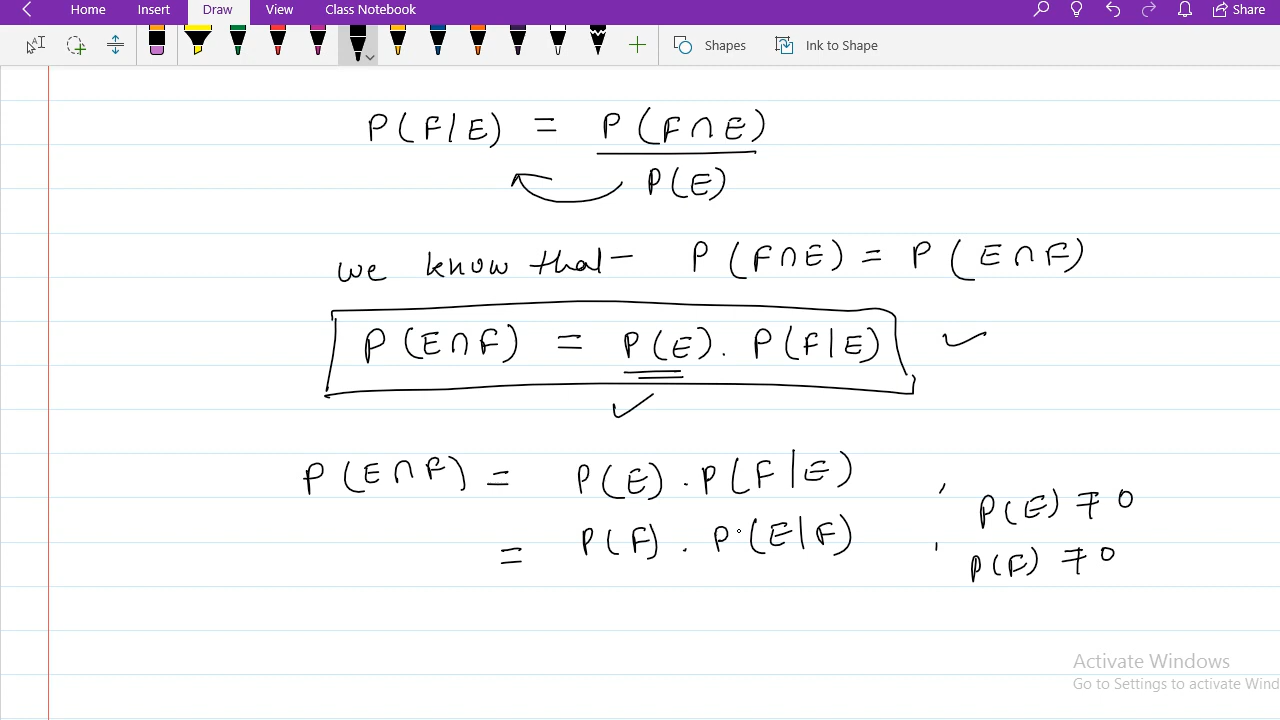 Home Insert Draw View Class Notebook Share
Shapes Ink to Shape
P(F|E) = P(F∩E)
P(E)
we know that - P(F∩E) = P(E∩F)
P(E∩F) = P(E). P(F|E)
P(E∩F) = P(E).P(F|E) , P(E) ≠ 0
= P(F). P(E|F) , P(F) ≠ 0
Activate Windows
Go to Settings to activate Wind